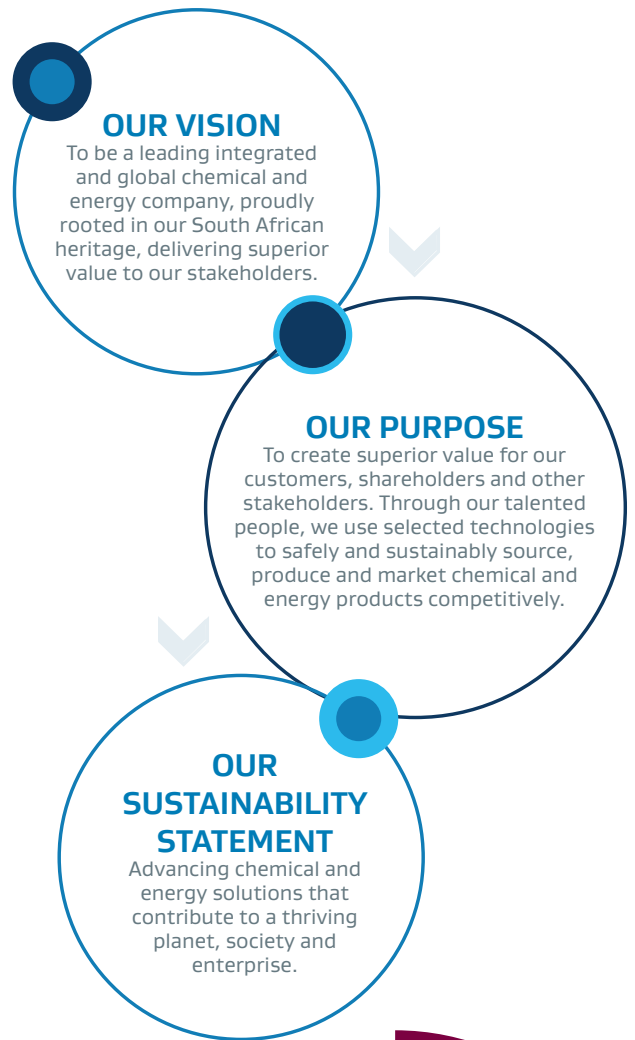 OUR VISION
To be a leading integrated
and global chemical and
energy company, proudly
rooted in our South African
heritage, delivering superior
value to our stakeholders.
OUR PURPOSE
To create superior value for our
customers, shareholders and other
stakeholders. Through our talented
people, we use selected technologies
to safely and sustainably source,
produce and market chemical and
energy products competitively.
OUR
SUSTAINABILITY
STATEMENT
Advancing chemical and
energy solutions that
contribute to a thriving
planet, society and
enterprise.